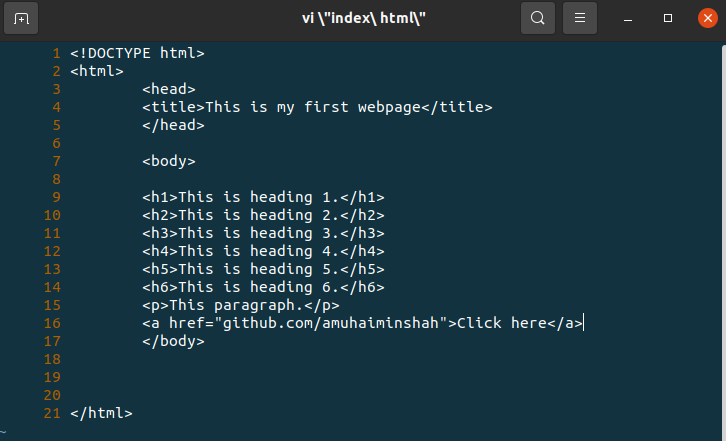 vi \"index\ html\"
1 <!DOCTYPE html>
2 <html>
3 <head>
4 <title>This is my first webpage</title>
5 </head>
6
7 <body>
8
9 <h1>This is heading 1.</h1>
10 <h2>This is heading 2.</h2>
11 <h3>This is heading 3.</h3>
12 <h4>This is heading 4.</h4>
13 <h5>This is heading 5.</h5>
14 <h6>This is heading 6.</h6>
15 <p>This paragraph.</p>
16 <a href="github.com/amuhaiminshah">Click here</a>
17 </body>
18
19
20
21 </html>
~